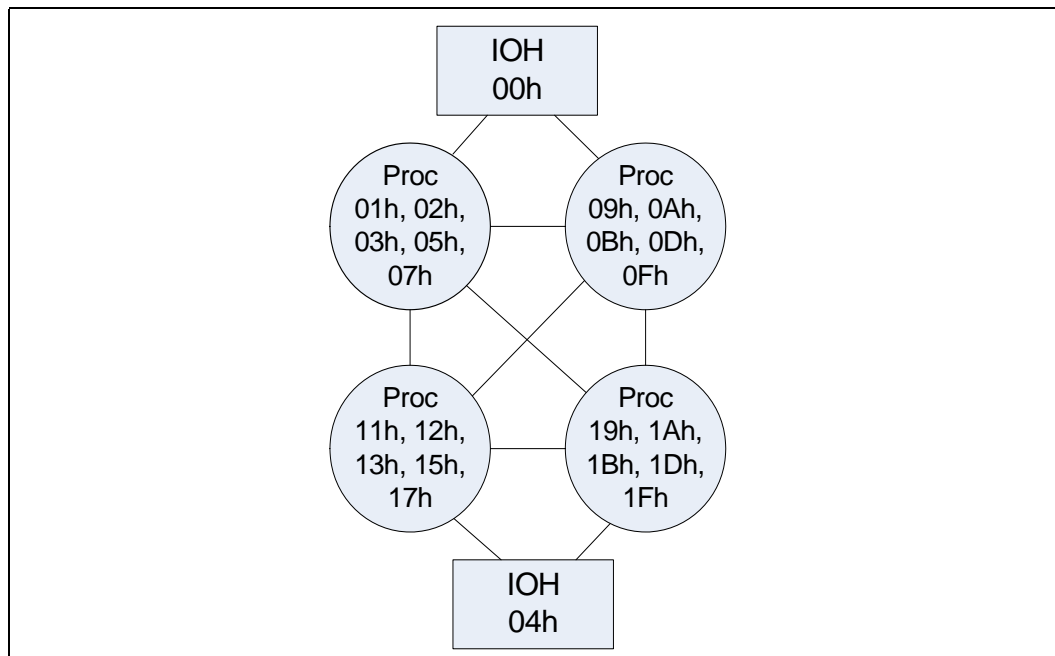 IOH
00h
Proc
01h, 02h,
03h, 05h,
07h
Proc
09h, 0Ah,
0Bh, 0Dh,
0Fh
Proc
11h, 12h,
13h, 15h,
17h
Proc
19h, 1Ah,
1Bh, 1Dh,
1Fh
IOH
04h